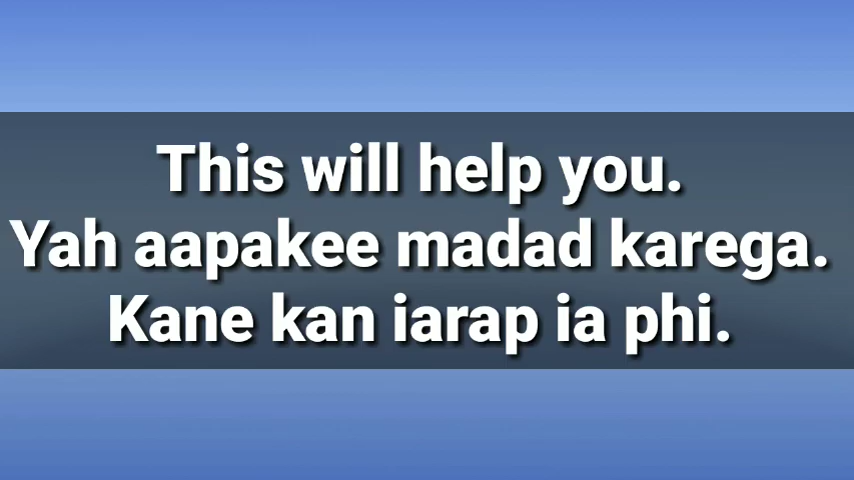 This will help you.
Yah aapakee madad karega.
Kane kan iarap ia phi.